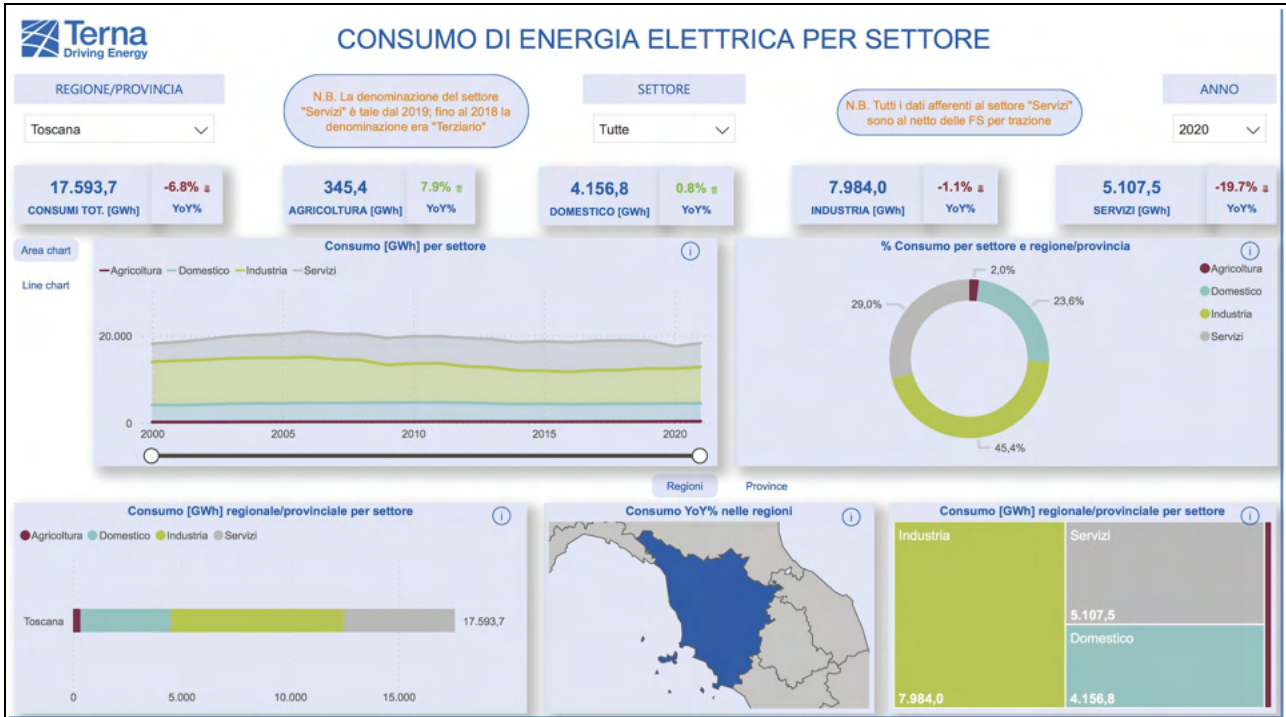 Terna
Driving Energy
CONSUMO DI ENERGIA ELETTRICA PER SETTORE
REGIONE/PROVINCIA
Toscana
N.B. La denominazione del settore
"Servizi" è tale dal 2019; fino al 2018 la
denominazione era "Terziario"
SETTORE
Tutte
N.B. Tutti i dati afferenti al settore "Servizi"
sono al netto delle FS per trazione
ANNO
2020
17.593,7
CONSUMI TOT. [GWh]
-6.8%
YoY%
345,4
AGRICOLTURA [GWh]
7.9%
YoY%
4.156,8
DOMESTICO [GWh]
0.8%
YoY%
7.984,0
INDUSTRIA [GWh]
-1.1%
YoY%
5.107,5
SERVIZI [GWh]
-19.7%
YoY%
Area chart
Line chart
Consumo [GWh] per settore
Agricoltura Domestico Industria Servizi
20.000
0
2000 2005 2010 2015 2020
% Consumo per settore e regione/provincia
2,0%
23,6%
29,0%
45,4%
Agricoltura
Domestico
Industria
Servizi
Regioni Province
Consumo [GWh] regionale/provinciale per settore
Agricoltura Domestico Industria Servizi
Toscana 17.593,7
0 5.000 10.000 15.000
Consumo YoY% nelle regioni
Consumo [GWh] regionale/provinciale per settore
Industria
7.984,0
Servizi
5.107,5
Domestico
4.156,8